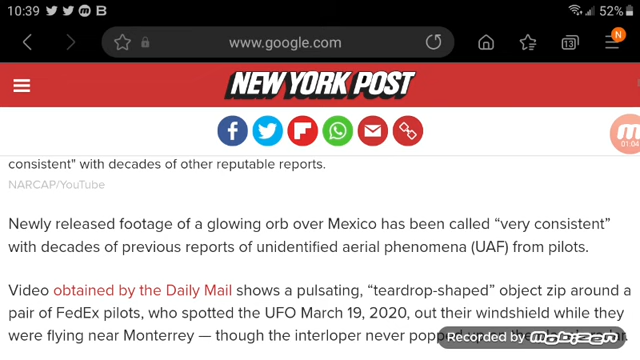 10:39 52%
www.google.com 13 N
NEW YORK POST
01:04
consistent" with decades of other reputable reports.
NARCAP/YouTube
Newly released footage of a glowing orb over Mexico has been called “very consistent”
with decades of previous reports of unidentified aerial phenomena (UAF) from pilots.
Video obtained by the Daily Mail shows a pulsating, “teardrop-shaped” object zip around a
pair of FedEx pilots, who spotted the UFO March 19, 2020, out their windshield while they
were flying near Monterrey — though the interloper never
Recorded by Mobizen